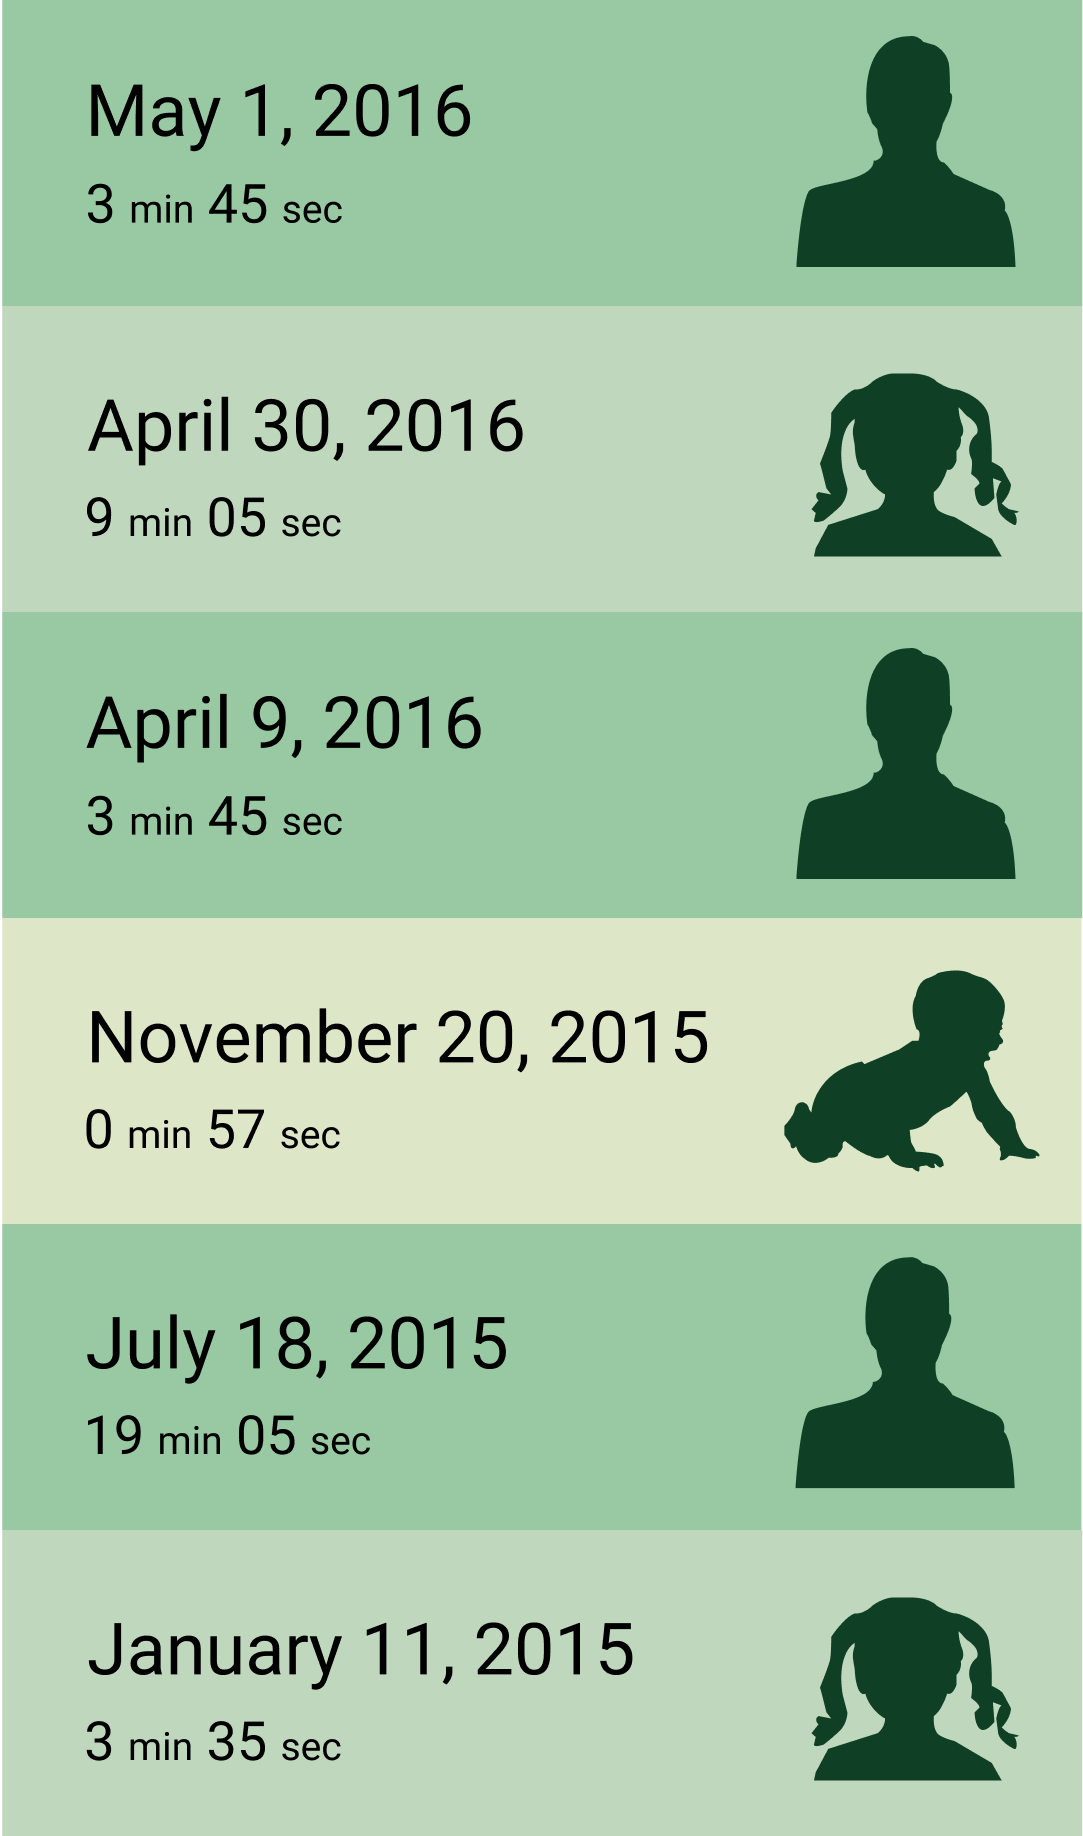 May 1, 2016
3 min 45 sec
April 30, 2016
9 min 05 sec
April 9, 2016
3 min 45 sec
November 20, 2015
0 min 57 sec
July 18, 2015
19 min 05 sec
January 11, 2015
3 min 35 sec